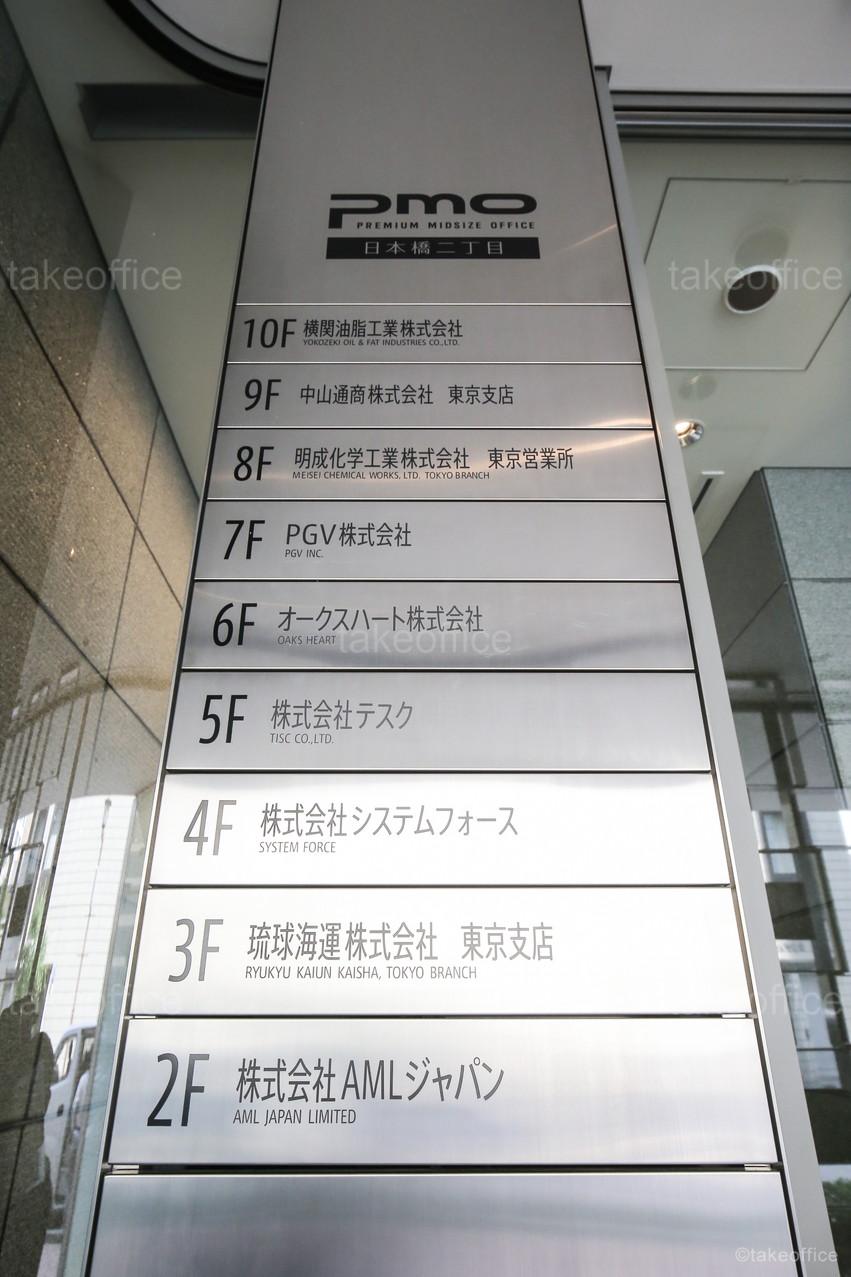 pmo
PREMIUM MIDSIZE OFFICE
日本橋二丁目
takeoffice
takeoffice
10F 横関油脂工業株式会社
YOKOZEKI OIL & FAT INDUSTRIES CO.,LTD.
9F 中山通商株式会社 東京支店
8F 明成化学工業株式会社 東京営業所
MEISEI CHEMICAL WORKS, LTD. TOKYO BRANCH
7F PGV株式会社
PGV INC.
6F オークスハート株式会社
OAKS HEART
takeoffice
5F 株式会社テスク
TISC CO.,LTD.
4F 株式会社システムフォース
SYSTEM FORCE
3F 琉球海運株式会社 東京支店
RYUKYU KAIUN KAISHA, TOKYO BRANCH
takeoffice
takeoffice
2F 株式会社AMLジャパン
AML JAPAN LIMITED
©takeoffice